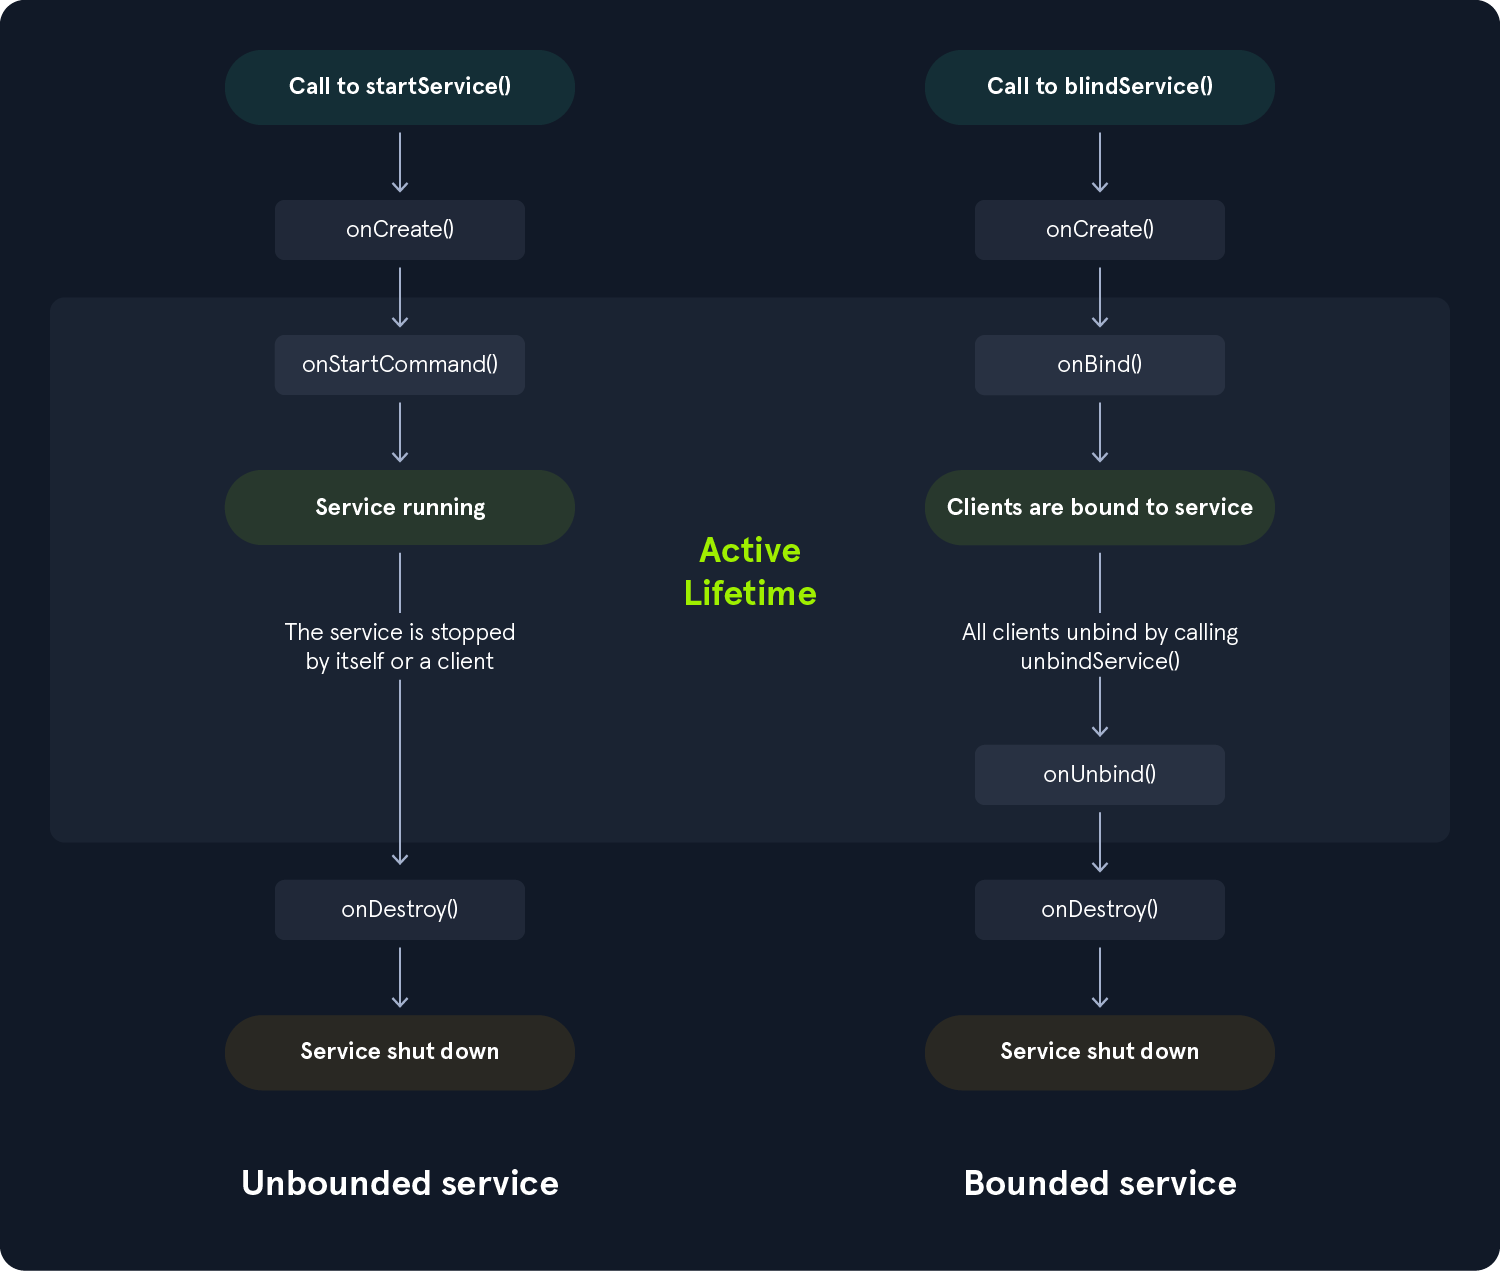 Call to startService()
onCreate()
onStartCommand()
Service running
The service is stopped
by itself or a client
onDestroy()
Service shut down
Unbounded service
Active
Lifetime
Call to blindService()
onCreate()
onBind()
Clients are bound to service
All clients unbind by calling
unbindService()
onUnbind()
onDestroy()
Service shut down
Bounded service